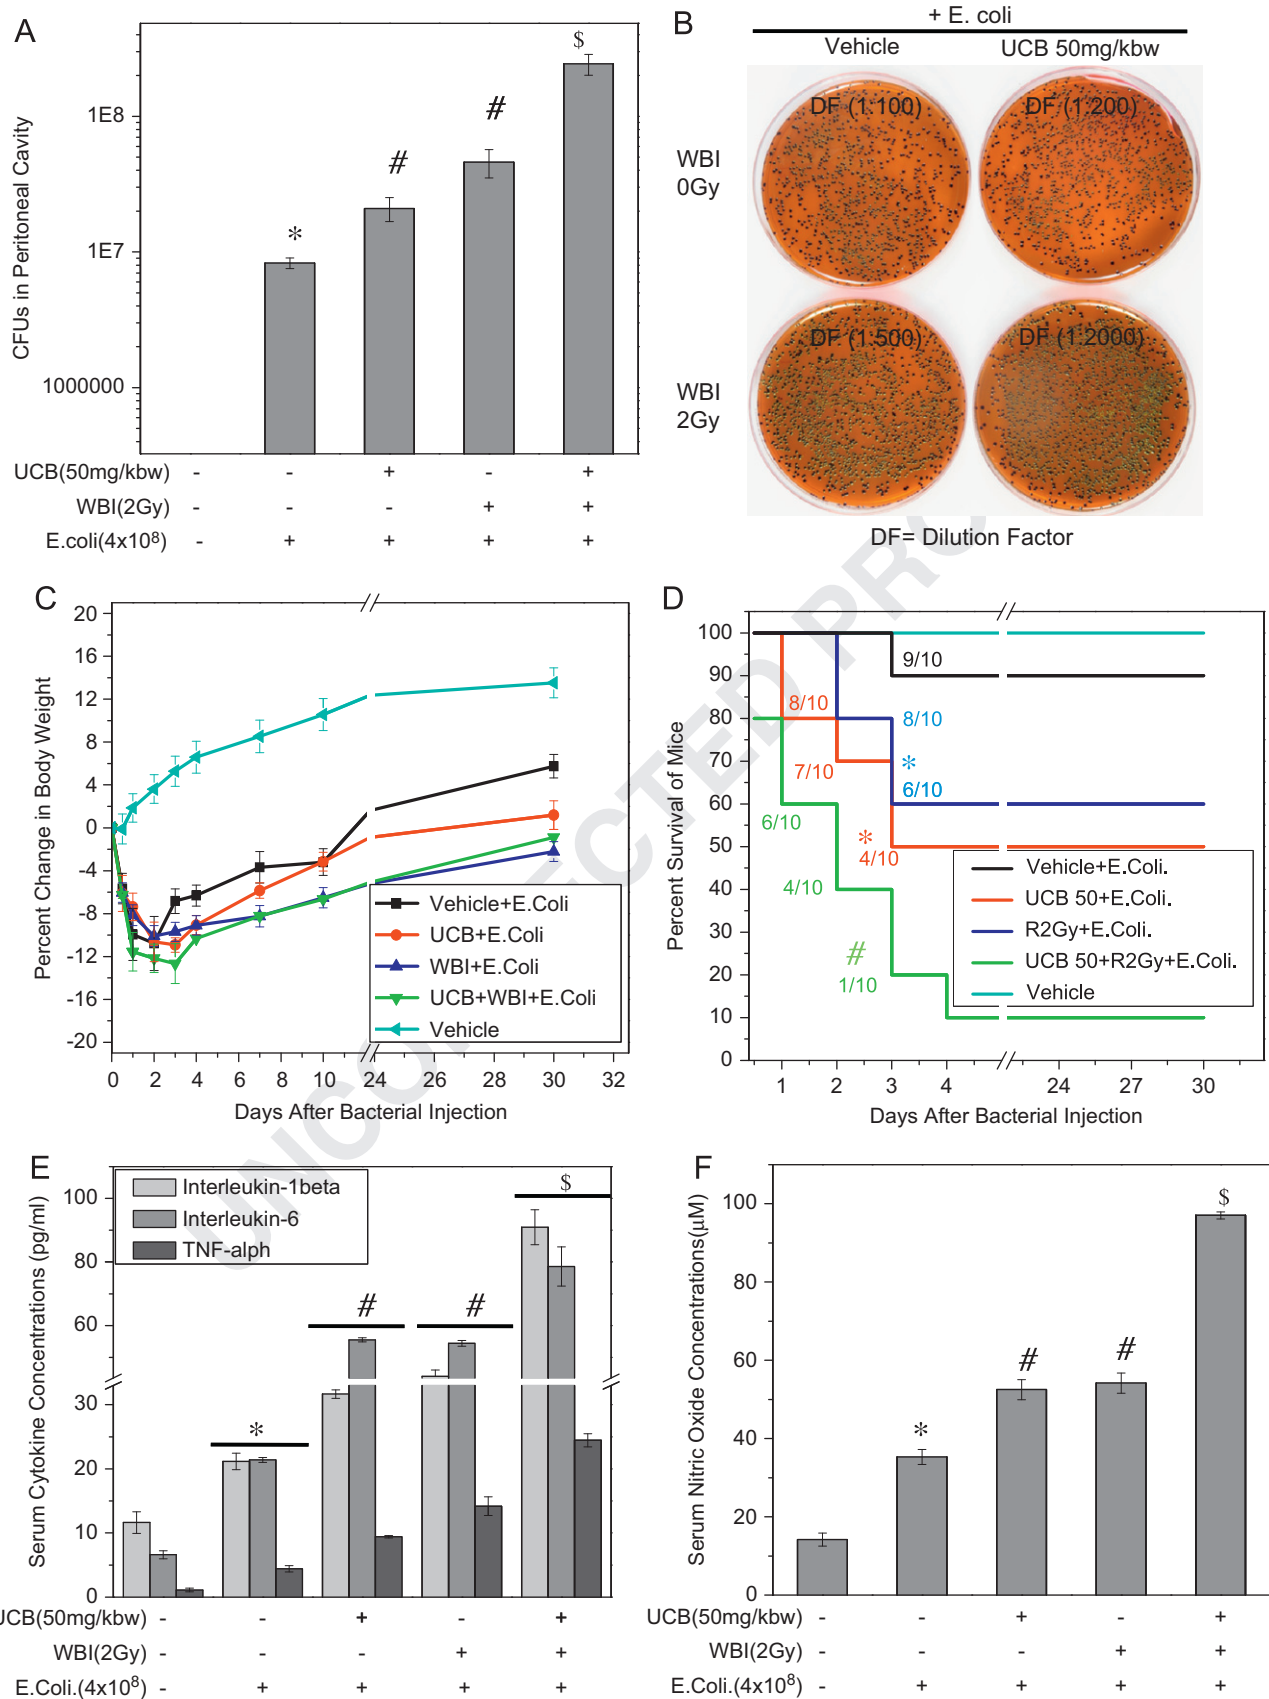 A
CFUs in Peritoneal Cavity
1E8
1E7
1000000
*
#
#
$
UCB(50mg/kbw) - - + - +
WBI(2Gy) - - - + +
E.coli(4x10⁸) - + + + +
B
+ E. coli
Vehicle UCB 50mg/kbw
WBI 0Gy
DF (1:100) DF (1:200)
WBI 2Gy
DF (1:500) DF (1:2000)
DF= Dilution Factor
C
Percent Change in Body Weight
20
16
12
8
4
0
-4
-8
-12
-16
-20
Vehicle+E.Coli
UCB+E.Coli
WBI+E.Coli
UCB+WBI+E.Coli
Vehicle
0 2 4 6 8 10 24 26 28 30 32
Days After Bacterial Injection
D
Percent Survival of Mice
100
90
80
70
60
50
40
30
20
10
0
9/10
8/10
8/10
7/10
*
6/10
6/10
*
4/10
4/10
#
1/10
Vehicle+E.Coli.
UCB 50+E.Coli.
R2Gy+E.Coli.
UCB 50+R2Gy+E.Coli.
Vehicle
1 2 3 4 24 27 30
Days After Bacterial Injection
E
Serum Cytokine Concentrations (pg/ml)
100
80
60
30
20
10
0
Interleukin-1beta
Interleukin-6
TNF-alph
*
#
#
$
UCB(50mg/kbw) - - + - +
WBI(2Gy) - - - + +
E.Coli.(4x10⁸) - + + + +
F
Serum Nitric Oxide Concentrations(μM)
100
80
60
40
20
0
*
#
#
$
UCB(50mg/kbw) - - + - +
WBI(2Gy) - - - + +
E.Coli.(4x10⁸) - + + + +